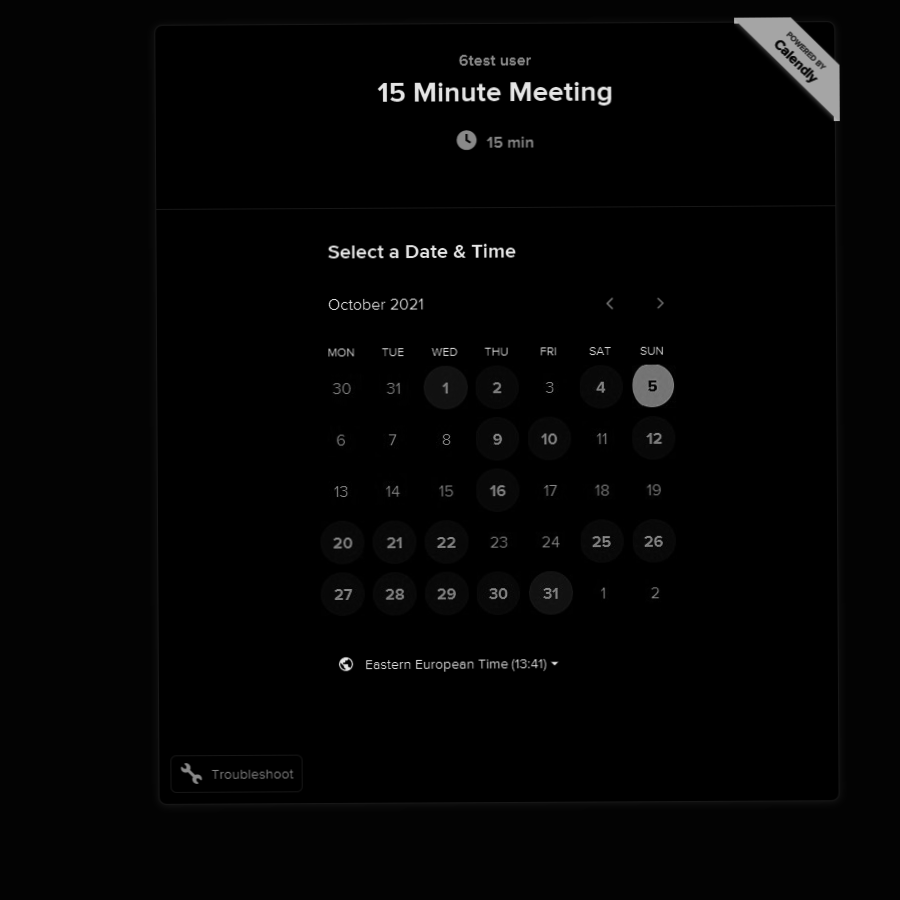 POWERED BY
Calendly
6test user
15 Minute Meeting
15 min
Select a Date & Time
October 2021
MON TUE WED THU FRI SAT SUN
30 31 1 2 3 4 5
6 7 8 9 10 11 12
13 14 15 16 17 18 19
20 21 22 23 24 25 26
27 28 29 30 31 1 2
Eastern European Time (13:41)
Troubleshoot